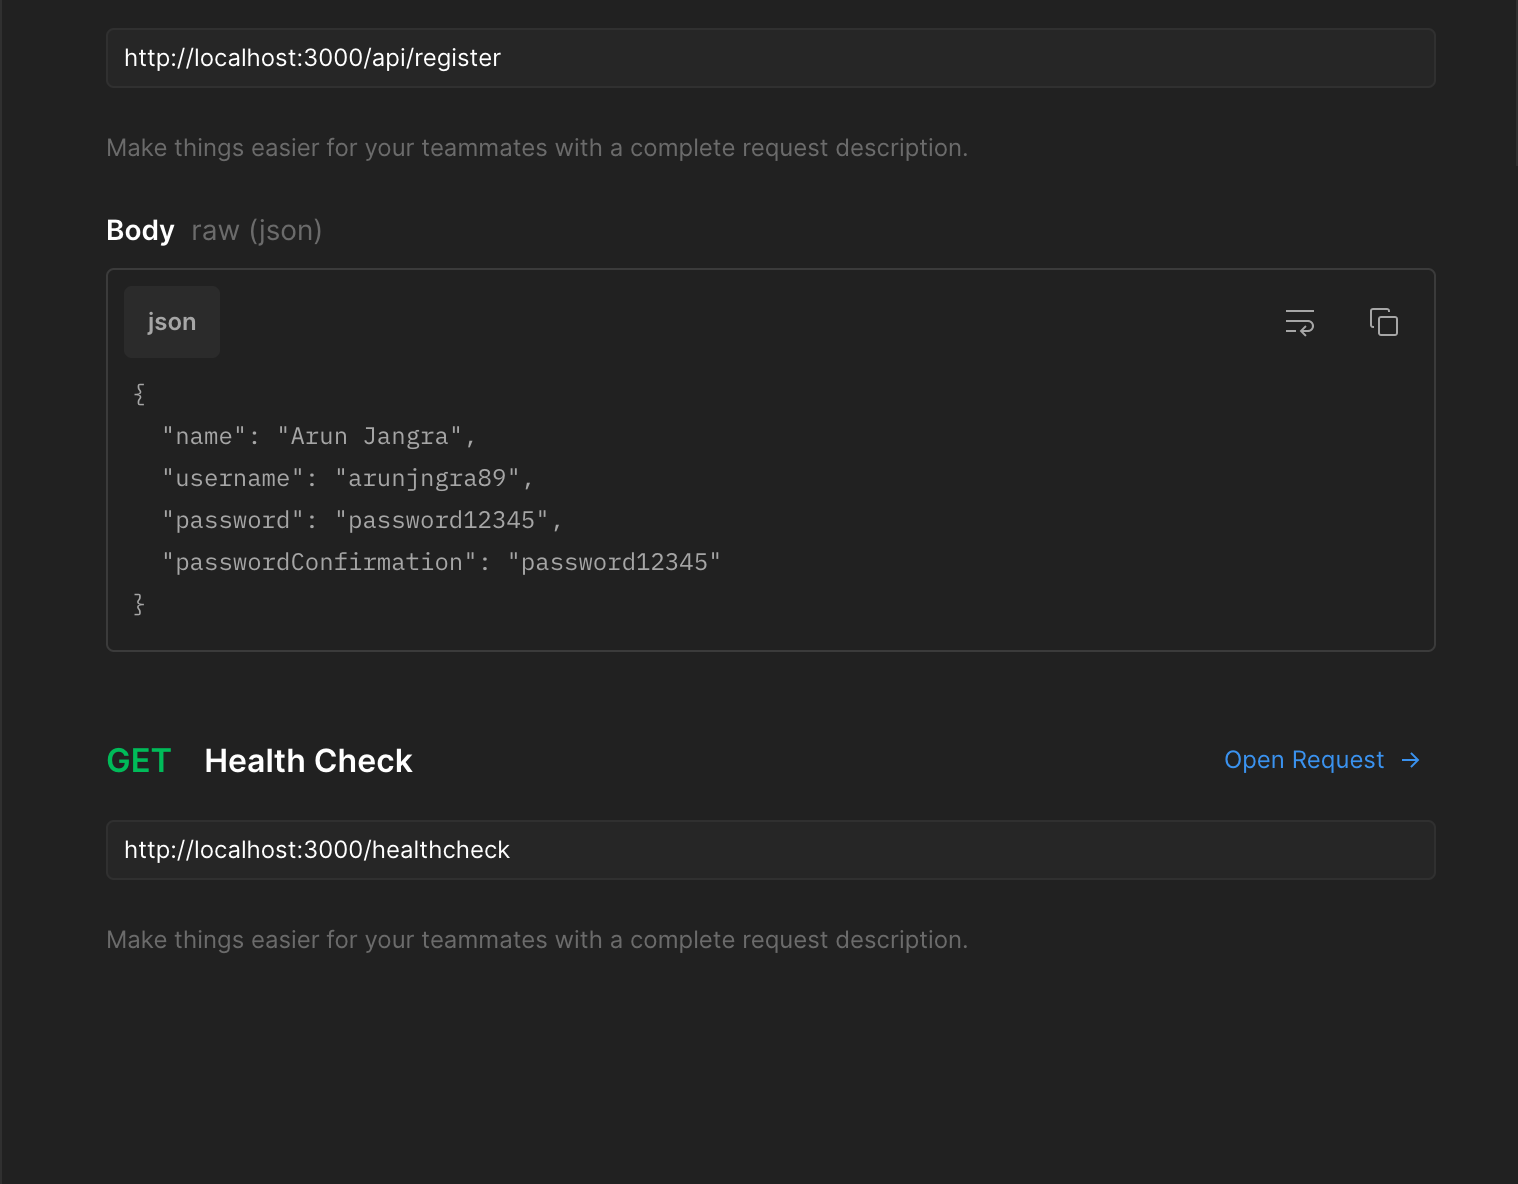 http://localhost:3000/api/register
Make things easier for your teammates with a complete request description.
Body raw (json)
json
{
  "name": "Arun Jangra",
  "username": "arunjngra89",
  "password": "password12345",
  "passwordConfirmation": "password12345"
}
GET Health Check Open Request →
http://localhost:3000/healthcheck
Make things easier for your teammates with a complete request description.